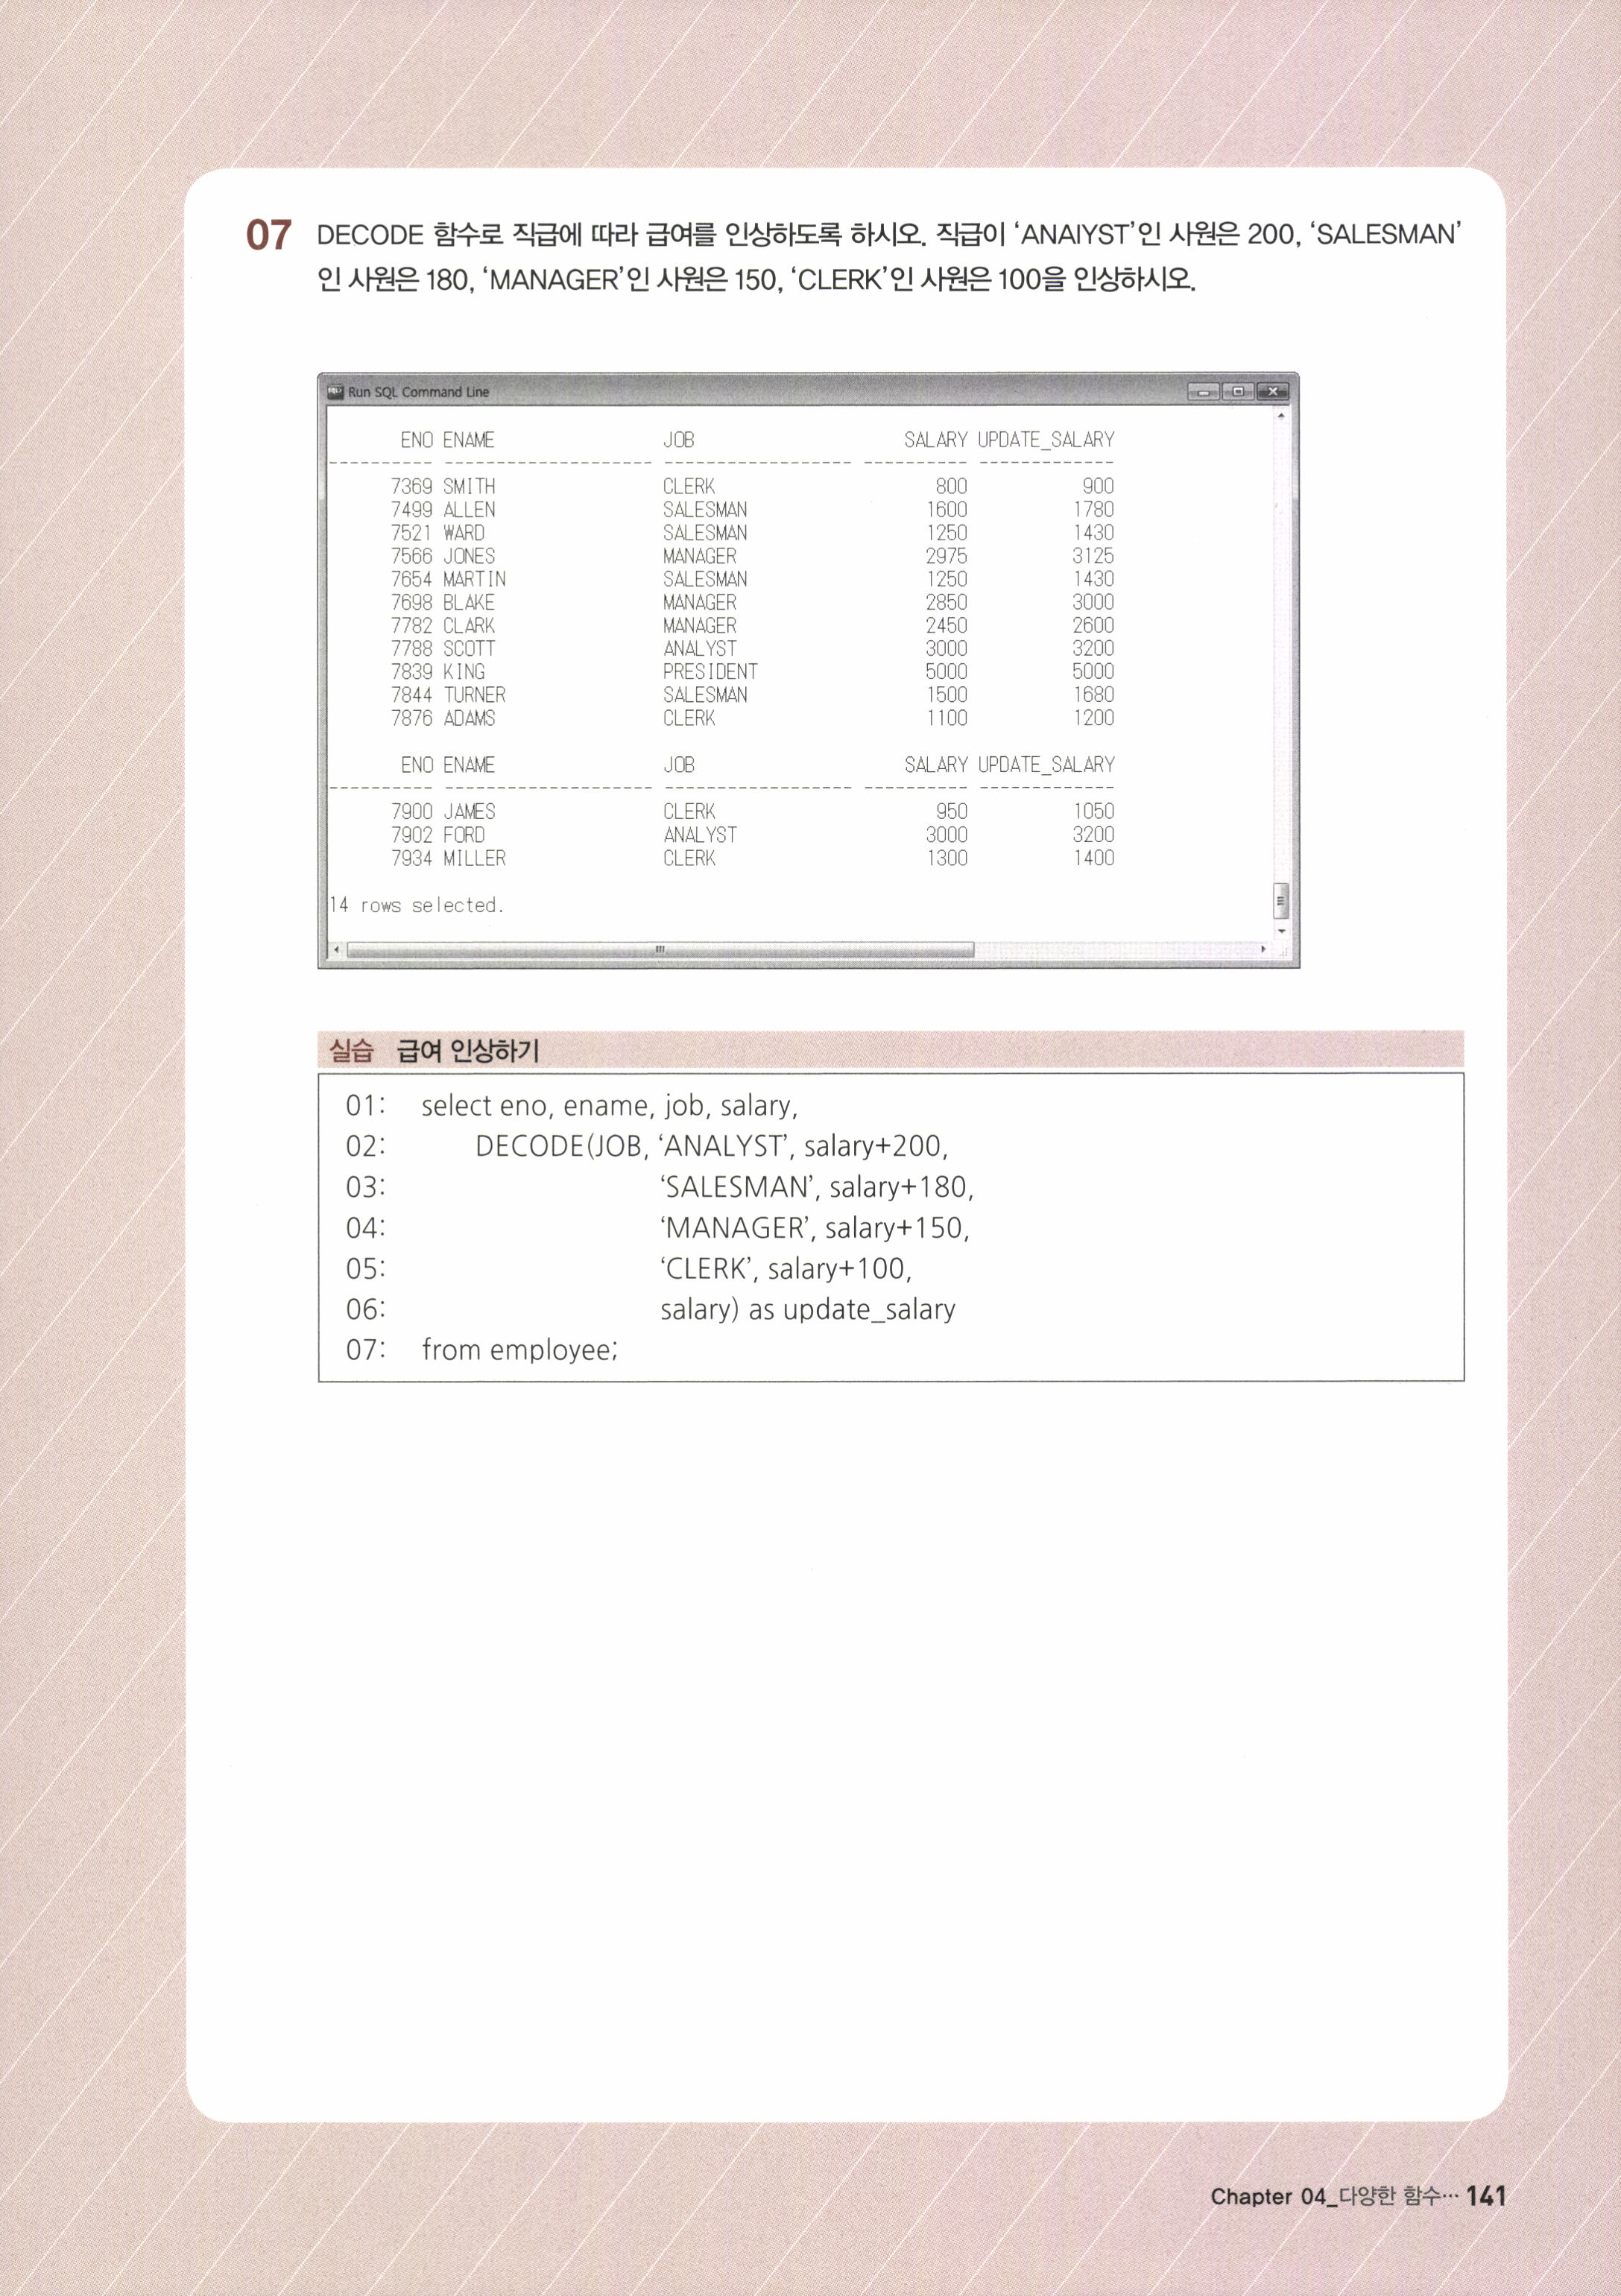 07 DECODE 함수로 직급에 따라 급여를 인상하도록 하시오. 직급이 ‘ANAIYST’인 사원은 200, ‘SALESMAN’
인 사원은 180, ‘MANAGER’인 사원은 150, ‘CLERK’인 사원은 100을 인상하시오.
Run SQL Command Line
ENO ENAME JOB SALARY UPDATE_SALARY
---------- -------------------- ------------------ ---------- -------------
7369 SMITH CLERK 800 900
7499 ALLEN SALESMAN 1600 1780
7521 WARD SALESMAN 1250 1430
7566 JONES MANAGER 2975 3125
7654 MARTIN SALESMAN 1250 1430
7698 BLAKE MANAGER 2850 3000
7782 CLARK MANAGER 2450 2600
7788 SCOTT ANALYST 3000 3200
7839 KING PRESIDENT 5000 5000
7844 TURNER SALESMAN 1500 1680
7876 ADAMS CLERK 1100 1200
ENO ENAME JOB SALARY UPDATE_SALARY
---------- -------------------- ------------------ ---------- -------------
7900 JAMES CLERK 950 1050
7902 FORD ANALYST 3000 3200
7934 MILLER CLERK 1300 1400
14 rows selected.
실습 급여 인상하기
01: select eno, ename, job, salary,
02: DECODE(JOB, ‘ANALYST’, salary+200,
03: ‘SALESMAN’, salary+180,
04: ‘MANAGER’, salary+150,
05: ‘CLERK’, salary+100,
06: salary) as update_salary
07: from employee;
Chapter 04_다양한 함수··· 141